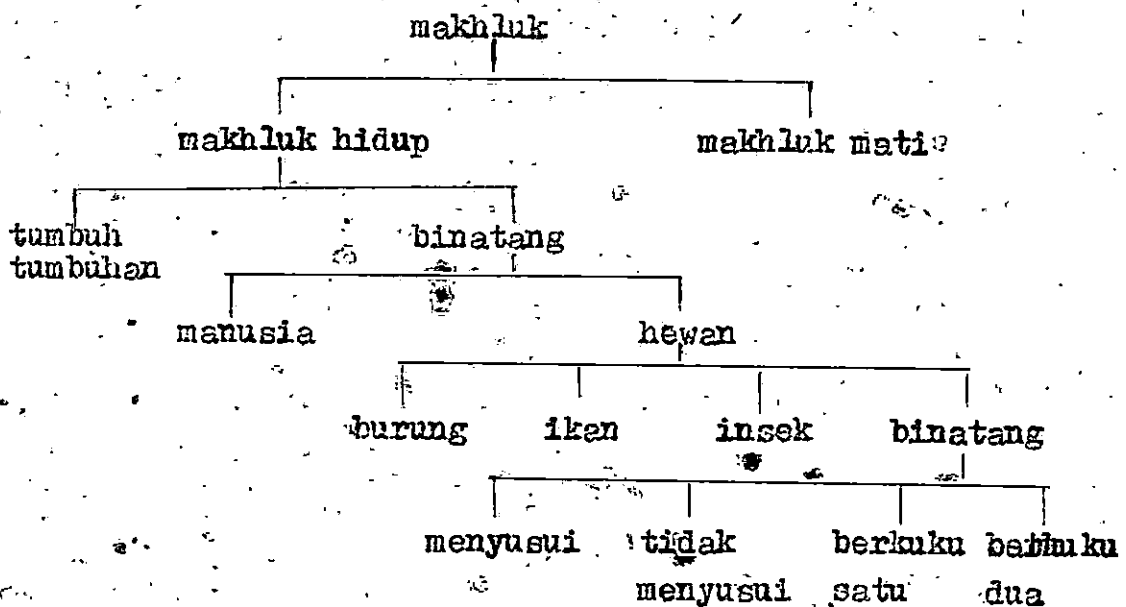 makhluk
makhluk hidup makhluk mati
tumbuh binatang
tumbuhan
manusia hewan
burung ikan insek binatang
menyusui tidak berkuku
menyusui satu dua